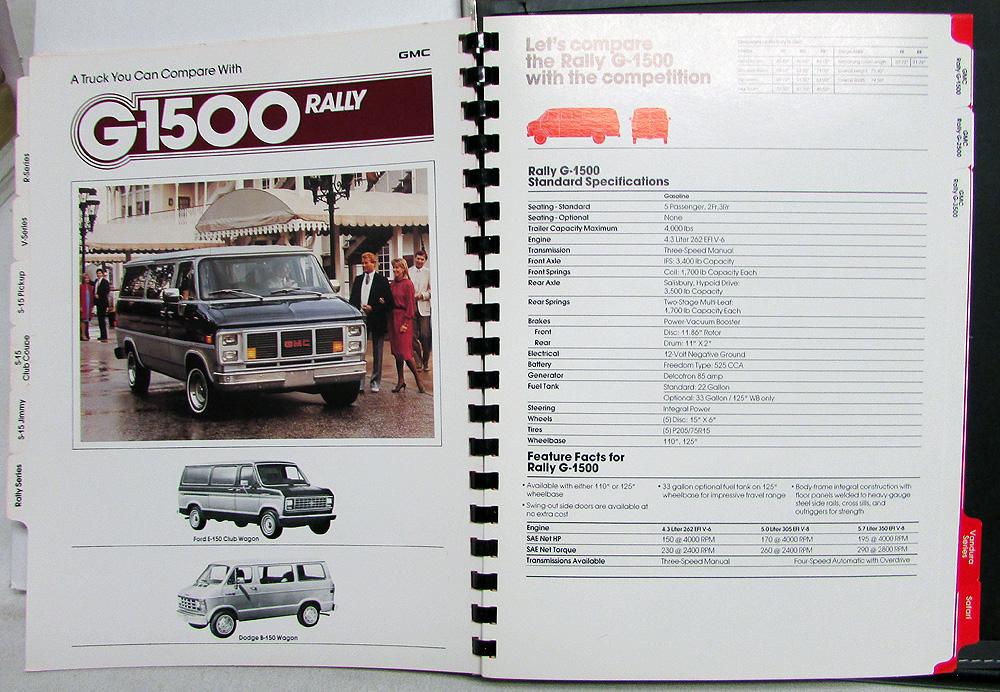 GMC
A Truck You Can Compare With
G-1500 RALLY
R-Series
V-Series
S-15 Pickup
S-15
Club Coupe
S-15 Jimmy
Rally Series
GMC
Ford E-150 Club Wagon
Dodge B-150 Wagon
Let's compare
the Rally G-1500
with the competition
Rally G-1500
Standard Specifications
Gasoline
Seating - Standard 5 Passenger, 2Fr,3Rr
Seating - Optional None
Trailer Capacity Maximum 4,000 lbs
Engine 4.3 Liter 262 EFI V-6
Transmission Three-Speed Manual
Front Axle IFS: 3,400 lb Capacity
Front Springs Coil: 1,700 lb Capacity Each
Rear Axle Salisbury, Hypoid Drive:
3,500 lb Capacity
Rear Springs Two-Stage Multi-Leaf:
1,700 lb Capacity Each
Brakes Power-Vacuum Booster
Front Disc: 11.86" Rotor
Rear Drum: 11" X 2"
Electrical 12-Volt Negative Ground
Battery Freedom Type: 525 CCA
Generator Delcotron 85 amp
Fuel Tank Standard: 22 Gallon
Optional: 33 Gallon / 125" WB only
Steering Integral Power
Wheels (5) Disc: 15" X 6"
Tires (5) P205/75R15
Wheelbase 110", 125"
Feature Facts for
Rally G-1500
• Available with either 110" or 125"
wheelbase
• Swing-out side doors are available at
no extra cost
• 33 gallon optional fuel tank on 125"
wheelbase for impressive travel range
• Body-frame integral construction with
floor panels welded to heavy-gauge
steel side rails, cross sills, and
outriggers for strength
Engine 4.3 Liter 262 EFI V-6 5.0 Liter 305 EFI V-8 5.7 Liter 350 EFI V-8
SAE Net HP 150 @ 4000 RPM 170 @ 4000 RPM 195 @ 4000 RPM
SAE Net Torque 230 @ 2400 RPM 260 @ 2400 RPM 290 @ 2800 RPM
Transmissions Available Three-Speed Manual Four-Speed Automatic with Overdrive
GMC
Rally G-1500
GMC
Rally G-2500
GMC
Rally G-3500
Vandura
Series
Safari